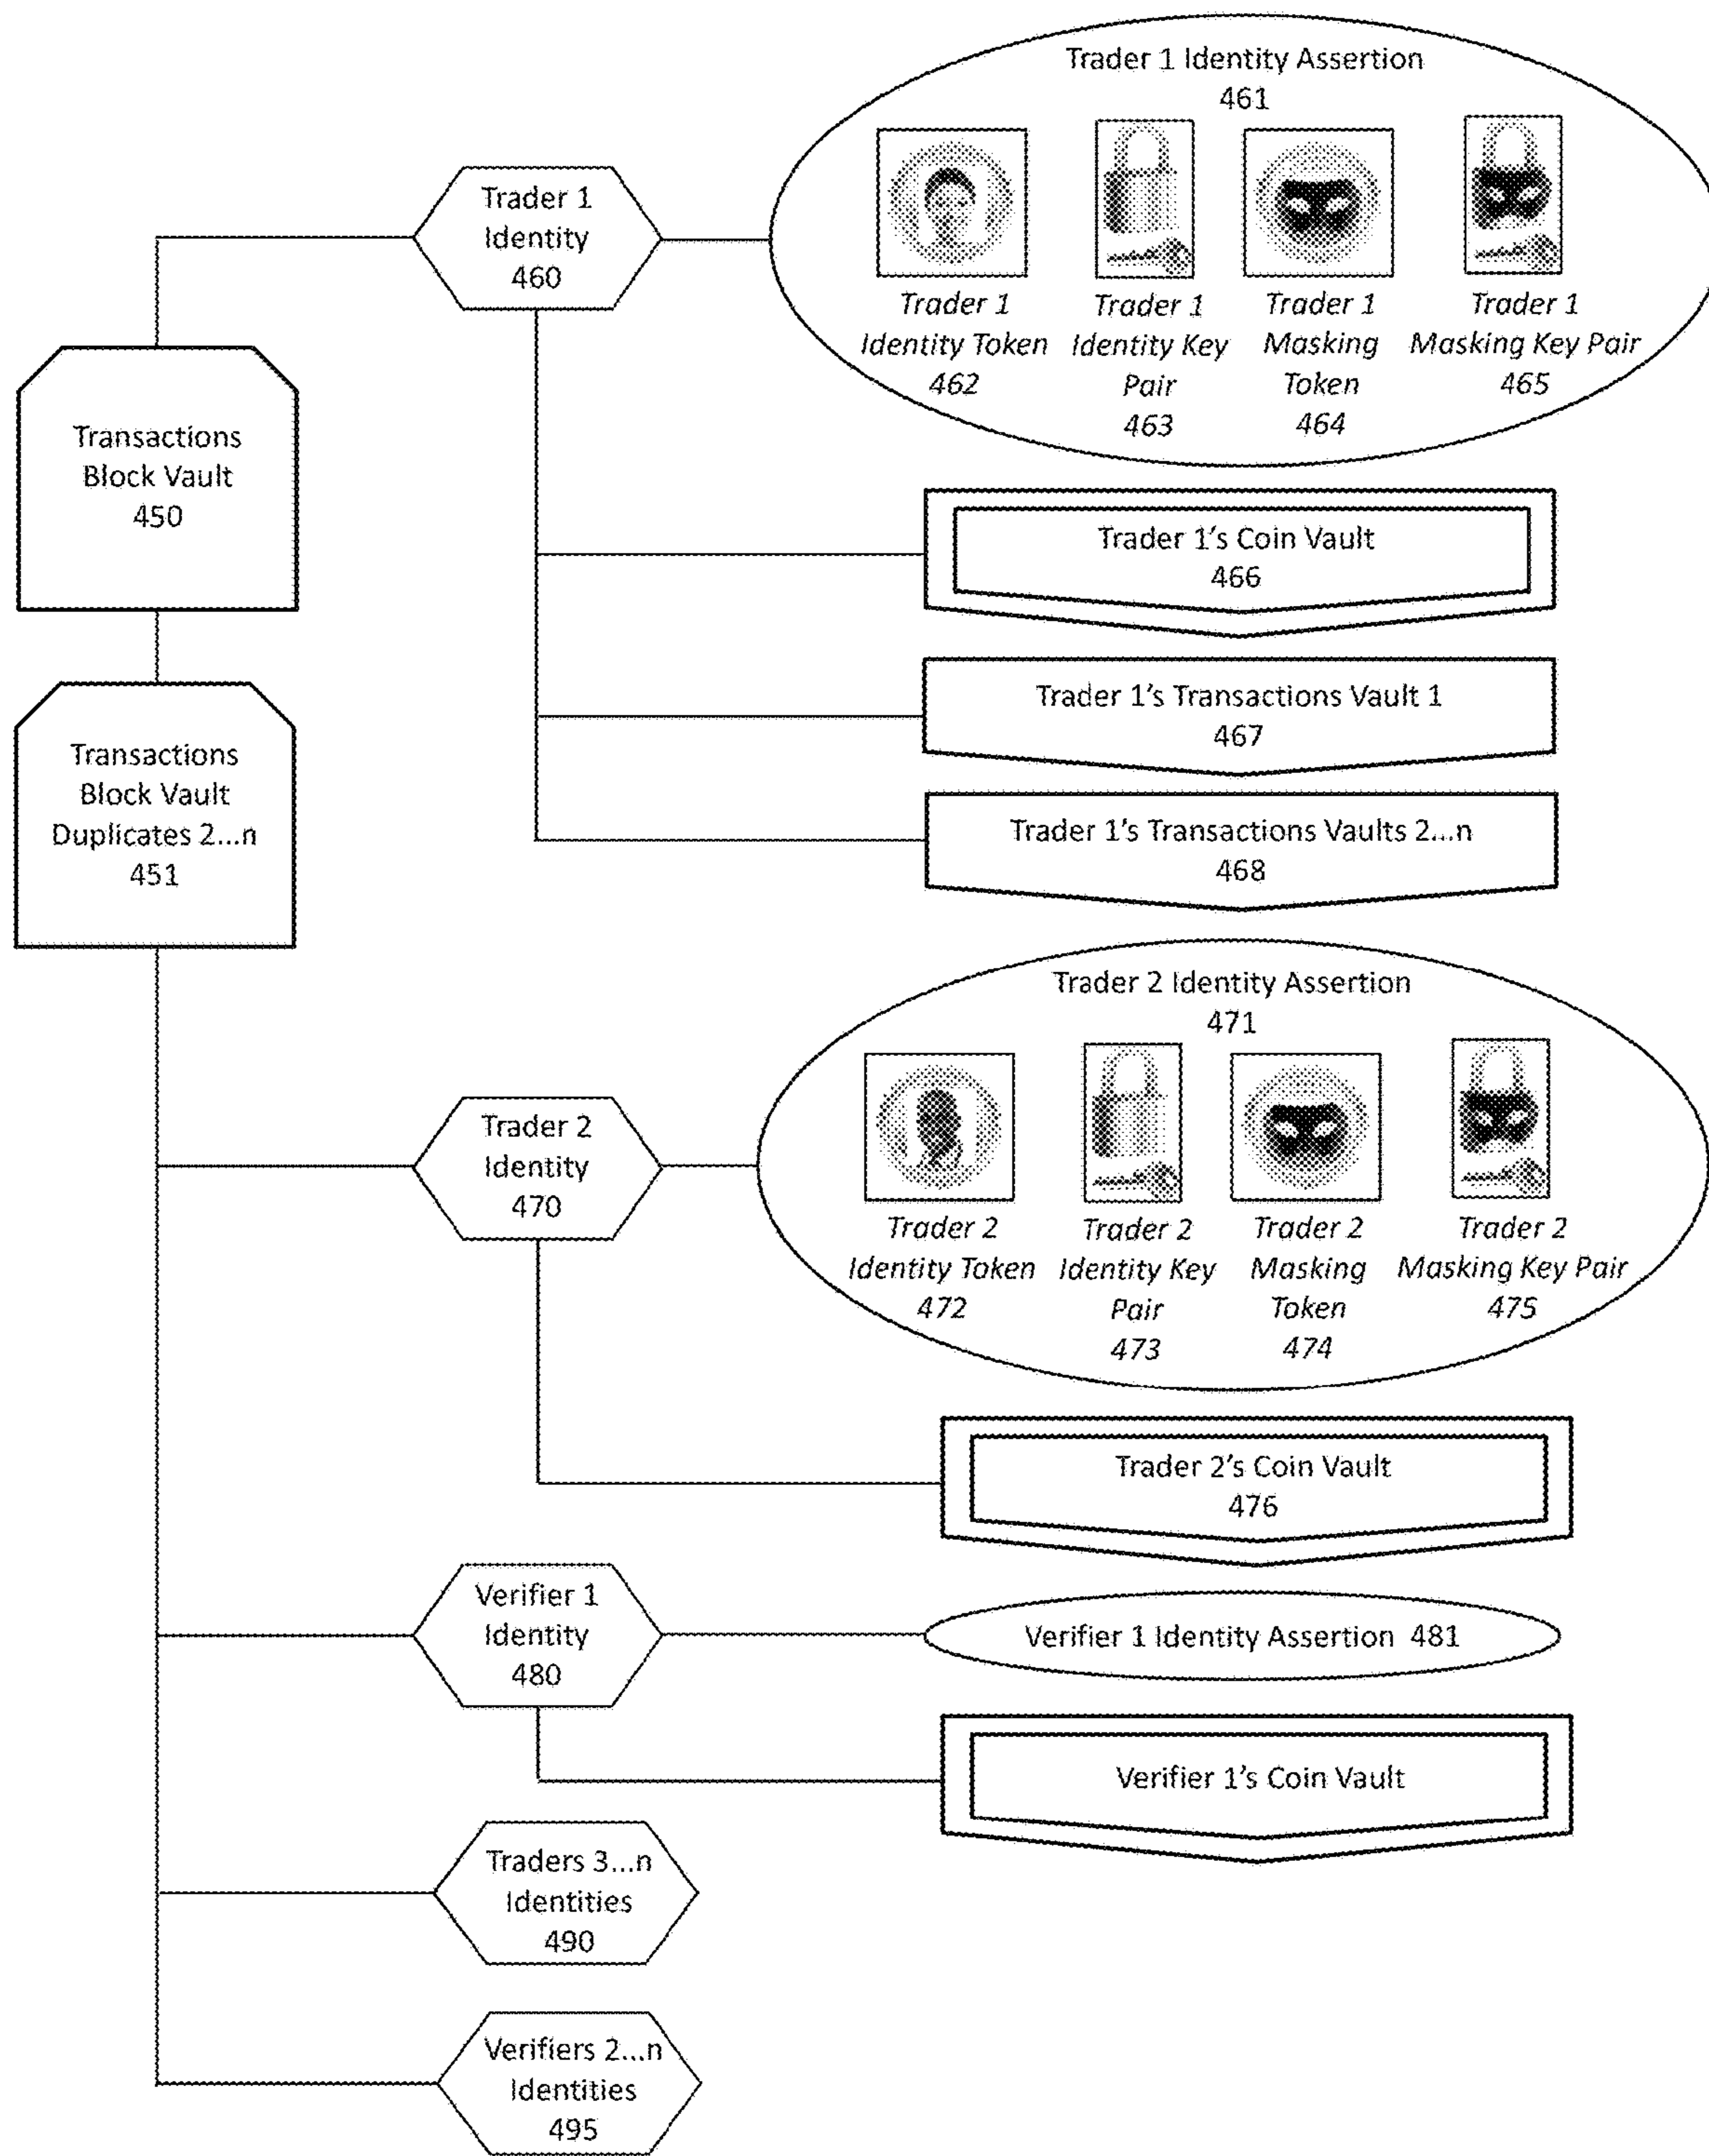 Trader 1 Identity Assertion
461
Trader 1
Identity Token
462
Trader 1
Identity Key
Pair
463
Trader 1
Masking
Token
464
Trader 1
Masking Key Pair
465
Trader 1
Identity
460
Transactions
Block Vault
450
Trader 1's Coin Vault
466
Trader 1's Transactions Vault 1
467
Transactions
Block Vault
Duplicates 2...n
451
Trader 1's Transactions Vaults 2...n
468
Trader 2 Identity Assertion
471
Trader 2
Identity Token
472
Trader 2
Identity Key
Pair
473
Trader 2
Masking
Token
474
Trader 2
Masking Key Pair
475
Trader 2
Identity
470
Trader 2's Coin Vault
476
Verifier 1
Identity
480
Verifier 1 Identity Assertion 481
Verifier 1's Coin Vault
Traders 3...n
Identities
490
Verifiers 2...n
Identities
495